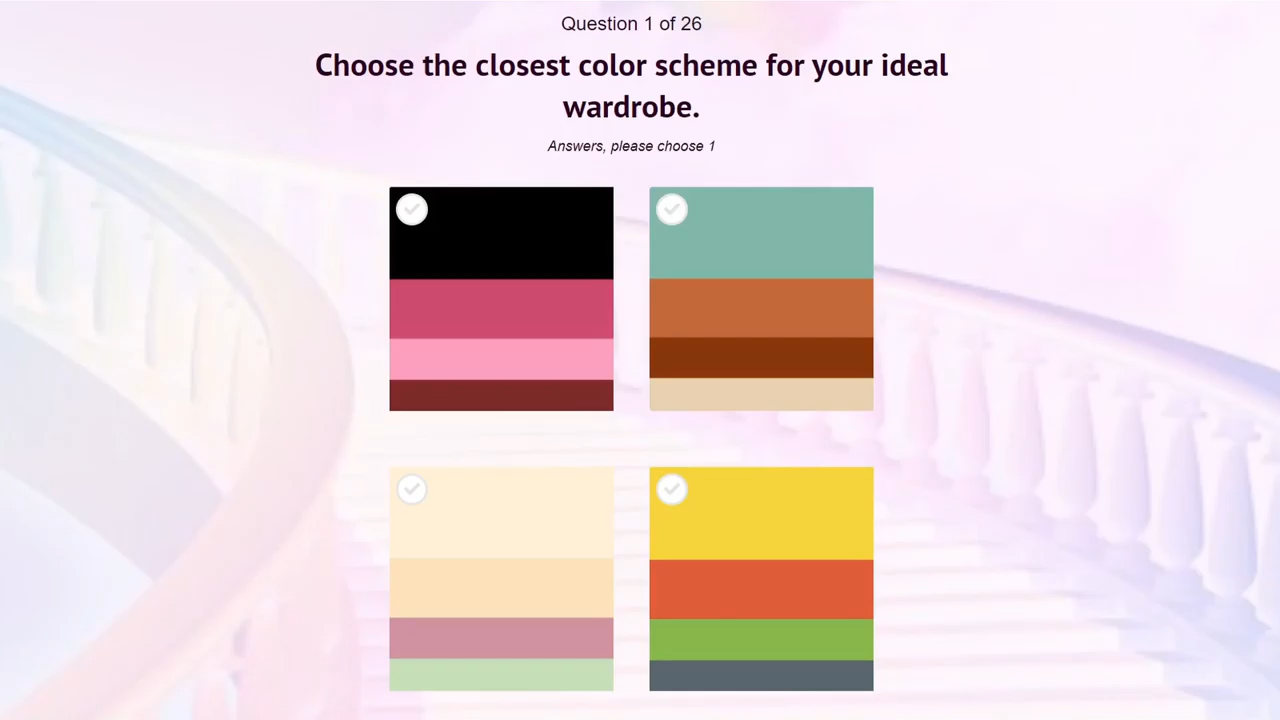 Question 1 of 26
Choose the closest color scheme for your ideal
wardrobe.
Answers, please choose 1